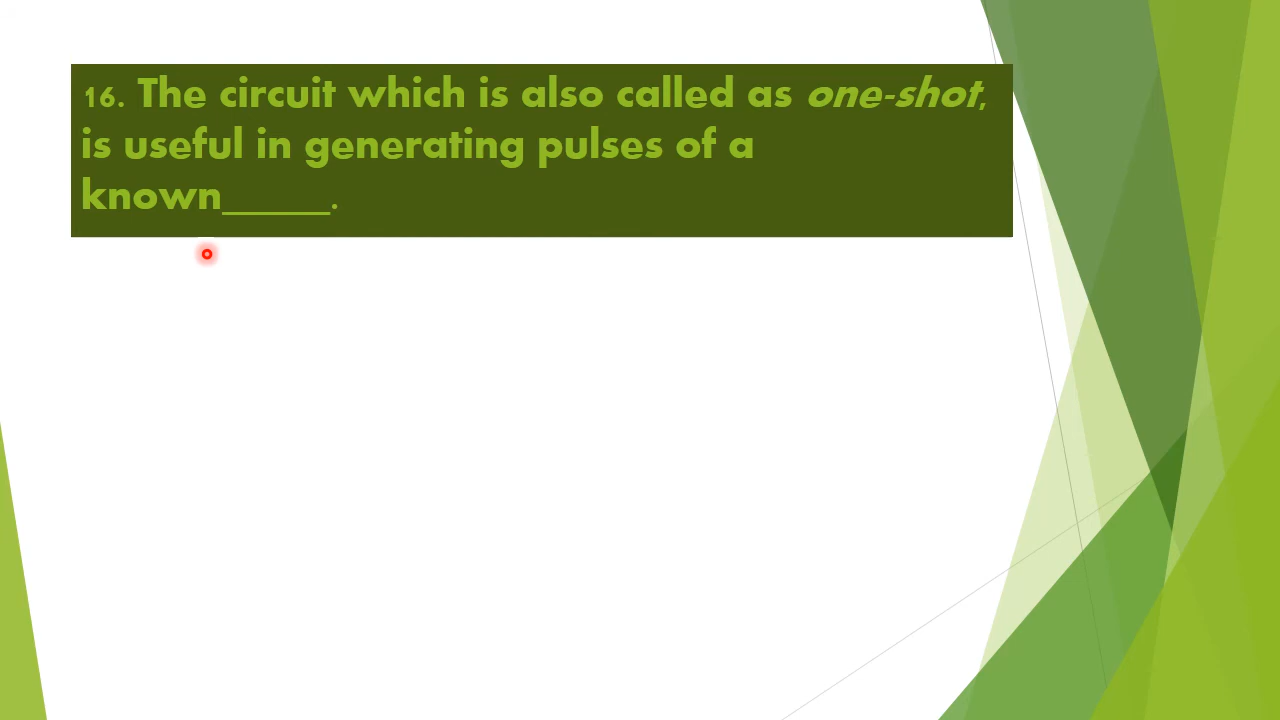 16. The circuit which is also called as one-shot,
is useful in generating pulses of a
known_____.